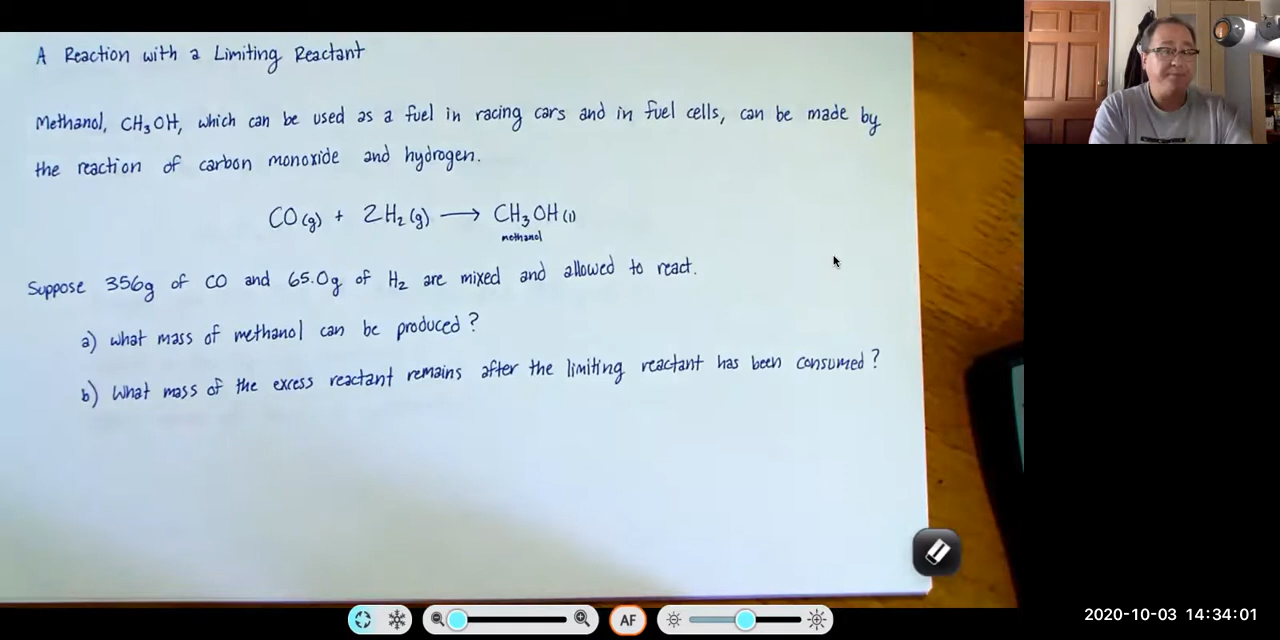 A Reaction with a Limiting Reactant
Methanol, CH₃OH, which can be used as a fuel in racing cars and in fuel cells, can be made by
the reaction of carbon monoxide and hydrogen.
CO(g) + 2H₂(g) ⟶ CH₃OH(l)
methanol
Suppose 356g of CO and 65.0g of H₂ are mixed and allowed to react.
a) What mass of methanol can be produced?
b) What mass of the excess reactant remains after the limiting reactant has been consumed?
AF
2020-10-03 14:34:01